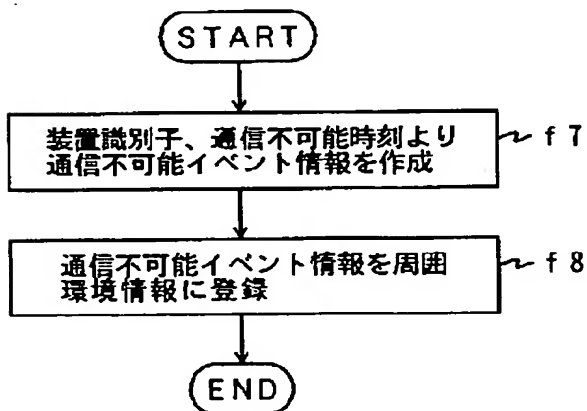 START
装置識別子、通信不可能時刻より
通信不可能イベント情報を作成
f7
通信不可能イベント情報を周囲
環境情報に登録
f8
END